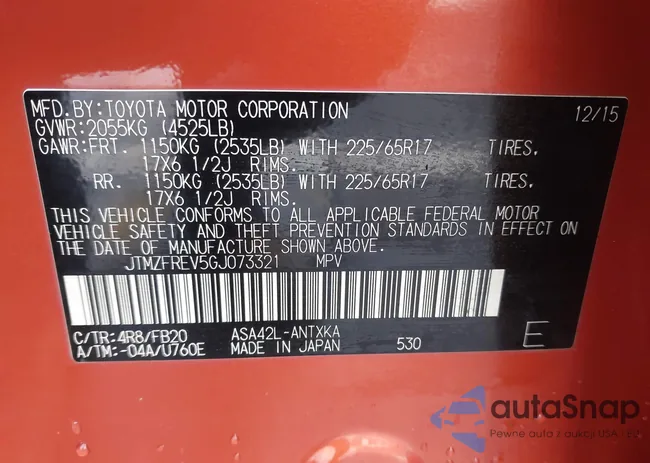 MFD.BY:TOYOTA MOTOR CORPORATION 12/15
GVWR:2055KG (4525LB)
GAWR:FRT. 1150KG (2535LB) WITH 225/65R17 TIRES,
17X6 1/2J RIMS.
RR. 1150KG (2535LB) WITH 225/65R17 TIRES,
17X6 1/2J RIMS.
THIS VEHICLE CONFORMS TO ALL APPLICABLE FEDERAL MOTOR
VEHICLE SAFETY AND THEFT PREVENTION STANDARDS IN EFFECT ON
THE DATE OF MANUFACTURE SHOWN ABOVE.
JTMZFREV5GJ073321 MPV
C/TR:4R8/FB20 ASA42L-ANTXKA
A/TM:-04A/U760E MADE IN JAPAN 530 E
autoSnap
Pewne auta z aukcji USA i EU